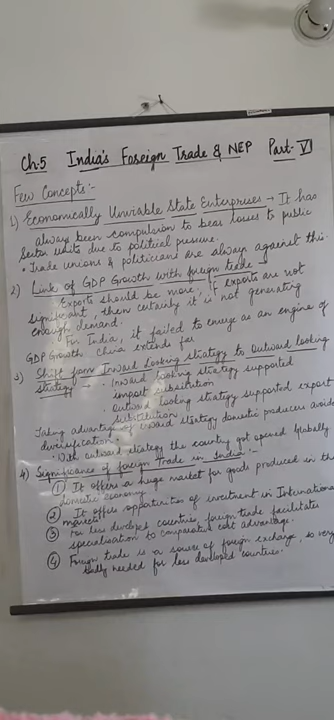 Ch:5 India's Foreign Trade & NEP Part-VI
Few Concepts:-
1) Economically Unviable State Enterprises → It has
always been compulsion to bear losses to public
Sector units due to political pressure.
• Trade unions & politicians are always against this.
2) Link of GDP Growth with foreign trade →
Exports should be more; if exports are not
significant, then certainly it is not generating
enough demand.
For India, it failed to emerge as an engine of
GDP Growth. China extends far
3) Shift from Inward Looking strategy to Outward looking
strategy → • Inward looking strategy supported
import substitution
• Outward looking strategy supported export
substitution
Taking advantage of inward strategy domestic producers avoid
diversification.
• With outward strategy the country got opened Globally.
4) Significance of foreign Trade in India :-
① It offers a huge market for goods produced in the
domestic economy
② It offers opportunities of investment in International
market
③ For less developed countries, foreign trade facilitates
specialisation to comparative cost advantage.
④ Foreign trade is a source of foreign exchange, so very
badly needed for less developed countries.